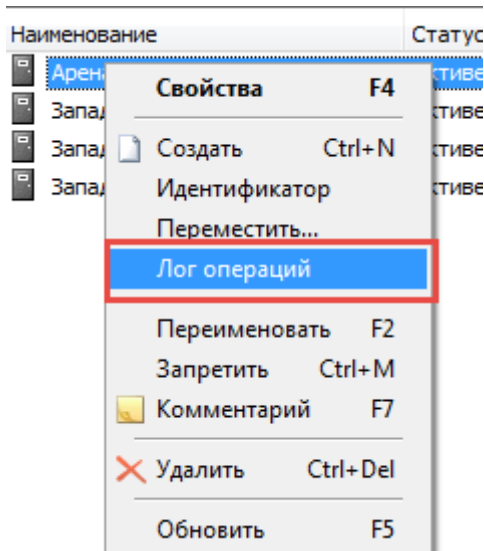 Наименование Статус
Свойства F4
Создать Ctrl+N
Идентификатор
Переместить...
Лог операций
Переименовать F2
Запретить Ctrl+M
Комментарий F7
Удалить Ctrl+Del
Обновить F5